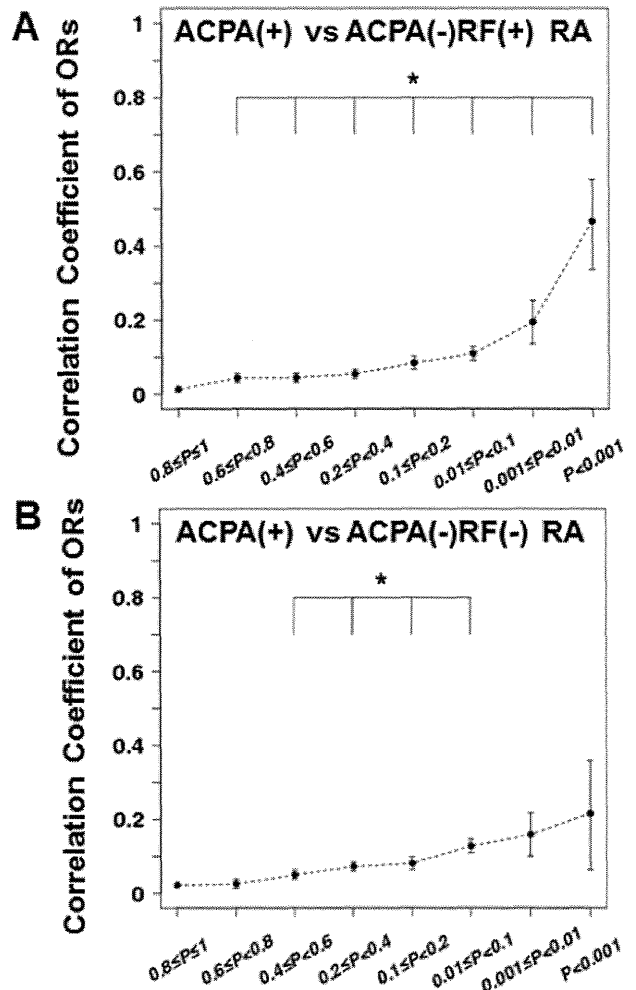 A
ACPA(+) vs ACPA(-)RF(+) RA
*
Correlation Coefficient of ORs
1
0.8
0.6
0.4
0.2
0
0.8≤P≤1
0.6≤P<0.8
0.4≤P<0.6
0.2≤P<0.4
0.1≤P<0.2
0.01≤P<0.1
0.001≤P<0.01
P<0.001
B
ACPA(+) vs ACPA(-)RF(-) RA
*
Correlation Coefficient of ORs
1
0.8
0.6
0.4
0.2
0
0.8≤P≤1
0.6≤P<0.8
0.4≤P<0.6
0.2≤P<0.4
0.1≤P<0.2
0.01≤P<0.1
0.001≤P<0.01
P<0.001